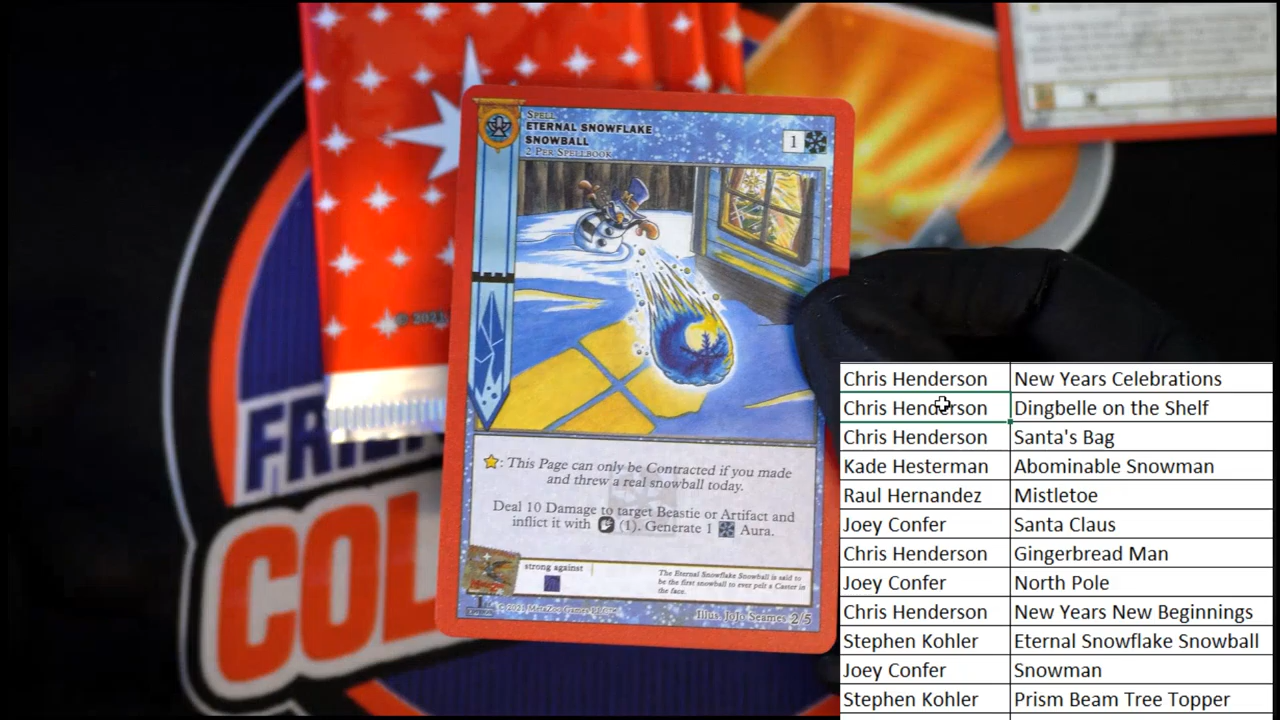 © 2021
FRI
COL
SPELL
ETERNAL SNOWFLAKE
SNOWBALL
2 PER SPELLBOOK
1
: This Page can only be Contracted if you made
and threw a real snowball today.
Deal 10 Damage to target Beastie or Artifact and
inflict it with (1). Generate 1 Aura.
strong against
The Eternal Snowflake Snowball is said to
be the first snowball to ever pelt a Caster in
the face.
© 2021 MetaZoo Games
Illus. JoJo Seames 2/5
Chris Henderson New Years Celebrations
Chris Henderson Dingbelle on the Shelf
Chris Henderson Santa's Bag
Kade Hesterman Abominable Snowman
Raul Hernandez Mistletoe
Joey Confer Santa Claus
Chris Henderson Gingerbread Man
Joey Confer North Pole
Chris Henderson New Years New Beginnings
Stephen Kohler Eternal Snowflake Snowball
Joey Confer Snowman
Stephen Kohler Prism Beam Tree Topper